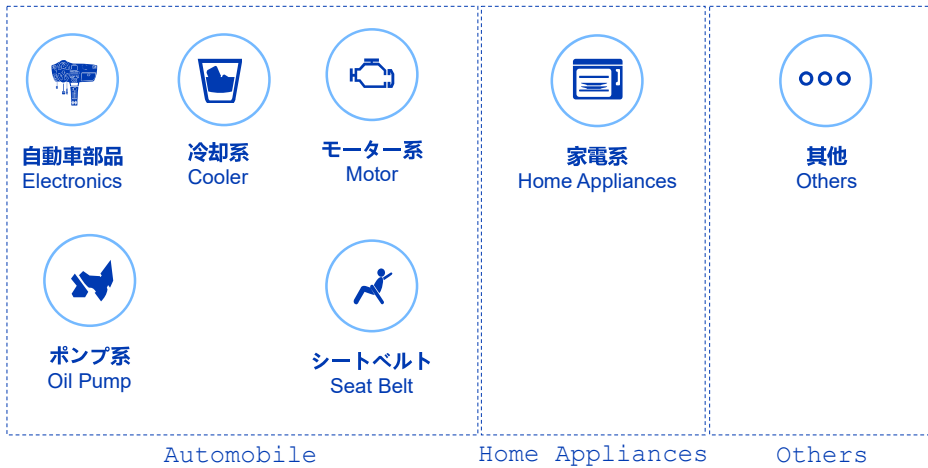 自動車部品
Electronics
冷却系
Cooler
モーター系
Motor
家電系
Home Appliances
其他
Others
ポンプ系
Oil Pump
シートベルト
Seat Belt
Automobile
Home Appliances
Others